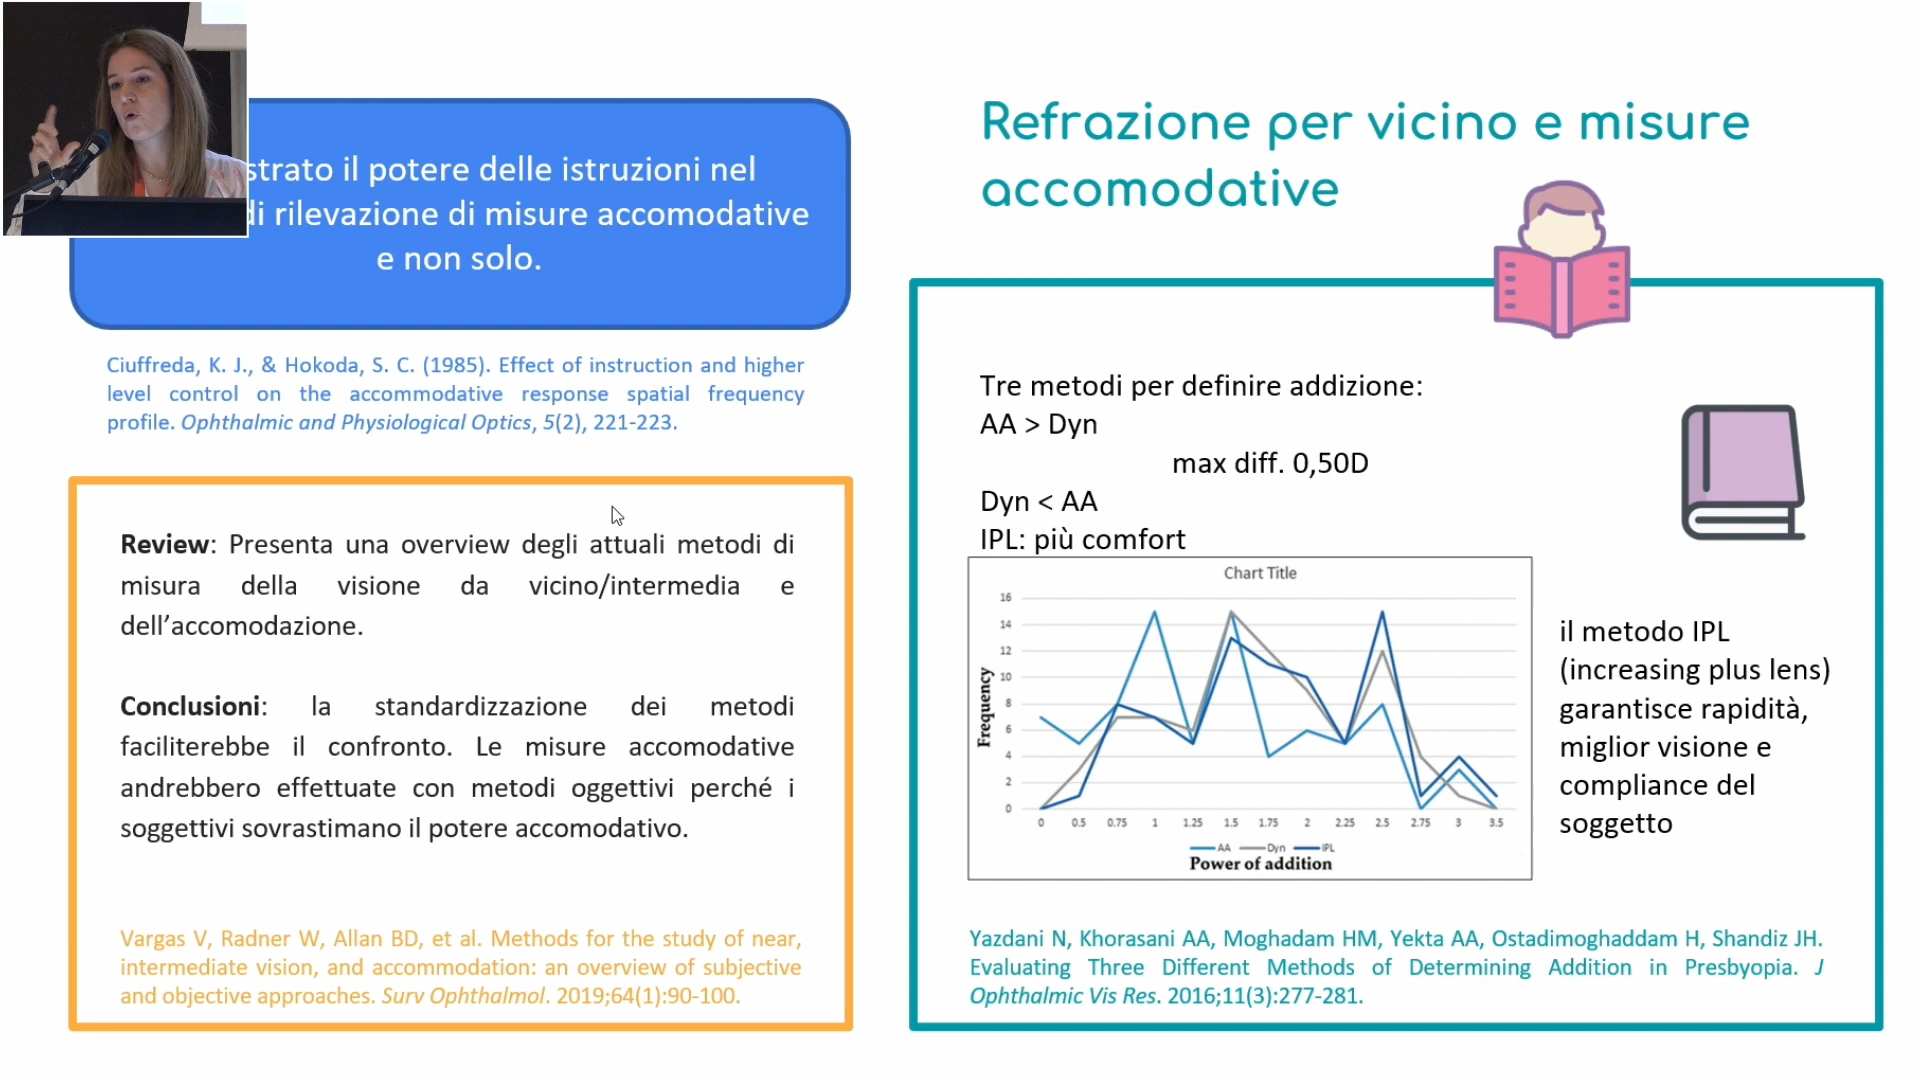 strato il potere delle istruzioni nel
di rilevazione di misure accomodative
e non solo.
Ciuffreda, K. J., & Hokoda, S. C. (1985). Effect of instruction and higher
level control on the accommodative response spatial frequency
profile. Ophthalmic and Physiological Optics, 5(2), 221-223.
Review: Presenta una overview degli attuali metodi di
misura della visione da vicino/intermedia e
dell'accomodazione.
Conclusioni: la standardizzazione dei metodi
faciliterebbe il confronto. Le misure accomodative
andrebbero effettuate con metodi oggettivi perché i
soggettivi sovrastimano il potere accomodativo.
Vargas V, Radner W, Allan BD, et al. Methods for the study of near,
intermediate vision, and accommodation: an overview of subjective
and objective approaches. Surv Ophthalmol. 2019;64(1):90-100.
Refrazione per vicino e misure
accomodative
Tre metodi per definire addizione:
AA > Dyn
max diff. 0,50D
Dyn < AA
IPL: più comfort
Chart Title
Frequency
16
14
12
10
8
6
4
2
0
0 0.5 0.75 1 1.25 1.5 1.75 2 2.25 2.5 2.75 3 3.5
AA Dyn IPL
Power of addition
il metodo IPL
(increasing plus lens)
garantisce rapidità,
miglior visione e
compliance del
soggetto
Yazdani N, Khorasani AA, Moghadam HM, Yekta AA, Ostadimoghaddam H, Shandiz JH.
Evaluating Three Different Methods of Determining Addition in Presbyopia. J
Ophthalmic Vis Res. 2016;11(3):277-281.